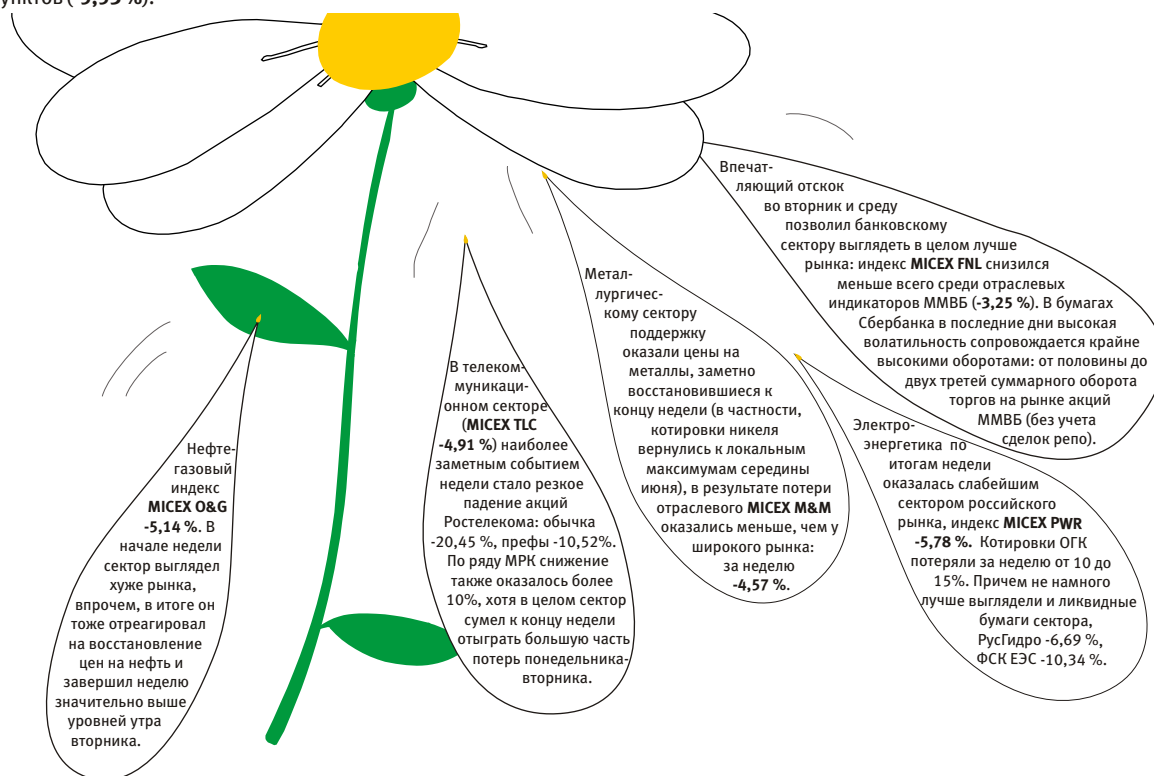 пунктов (-5,55 %).
Нефте-
газовый
индекс
MICEX O&G
-5,14 %. В
начале недели
сектор выглядел
хуже рынка,
впрочем, в итоге он
тоже отреагировал
на восстановление
цен на нефть и
завершил неделю
значительно выше
уровней утра
вторника.
В телеком-
муникаци-
онном секторе
(MICEX TLC
-4,91 %) наиболее
заметным событием
недели стало резкое
падение акций
Ростелекома: обычка
-20,45 %, префы -10,52%.
По ряду МРК снижение
также оказалось более
10%, хотя в целом сектор
сумел к концу недели
отыграть большую часть
потерь понедельника-
вторника.
Метал-
лургичес-
кому сектору
поддержку
оказали цены на
металлы, заметно
восстановившиеся к
концу недели (в частности,
котировки никеля
вернулись к локальным
максимумам середины
июня), в результате потери
отраслевого MICEX M&M
оказались меньше, чем у
широкого рынка:
за неделю
-4,57 %.
Впечат-
ляющий отскок
во вторник и среду
позволил банковскому
сектору выглядеть в целом лучше
рынка: индекс MICEX FNL снизился
меньше всего среди отраслевых
индикаторов ММВБ (-3,25 %). В бумагах
Сбербанка в последние дни высокая
волатильность сопровождается крайне
высокими оборотами: от половины до
двух третей суммарного оборота
торгов на рынке акций
ММВБ (без учета
сделок репо).
Электро-
энергетика по
итогам недели
оказалась слабейшим
сектором российского
рынка, индекс MICEX PWR
-5,78 %. Котировки ОГК
потеряли за неделю от 10 до
15%. Причем не намного
лучше выглядели и ликвидные
бумаги сектора,
РусГидро -6,69 %,
ФСК ЕЭС -10,34 %.